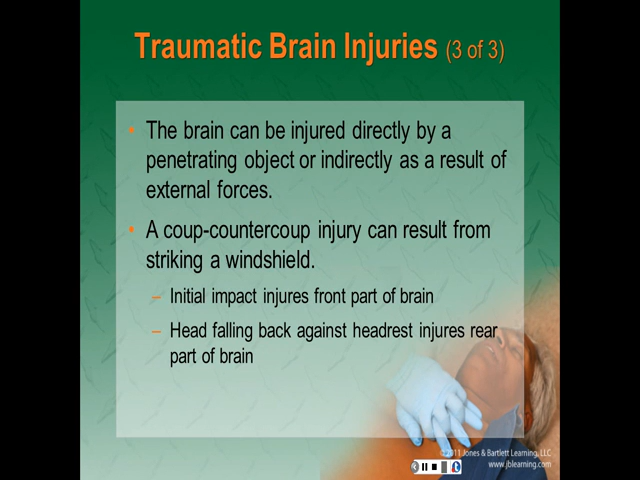 Traumatic Brain Injuries (3 of 3)
• The brain can be injured directly by a
penetrating object or indirectly as a result of
external forces.
• A coup-countercoup injury can result from
striking a windshield.
– Initial impact injures front part of brain
– Head falling back against headrest injures rear
part of brain
© 2011 Jones & Bartlett Learning, LLC
www.jblearning.com